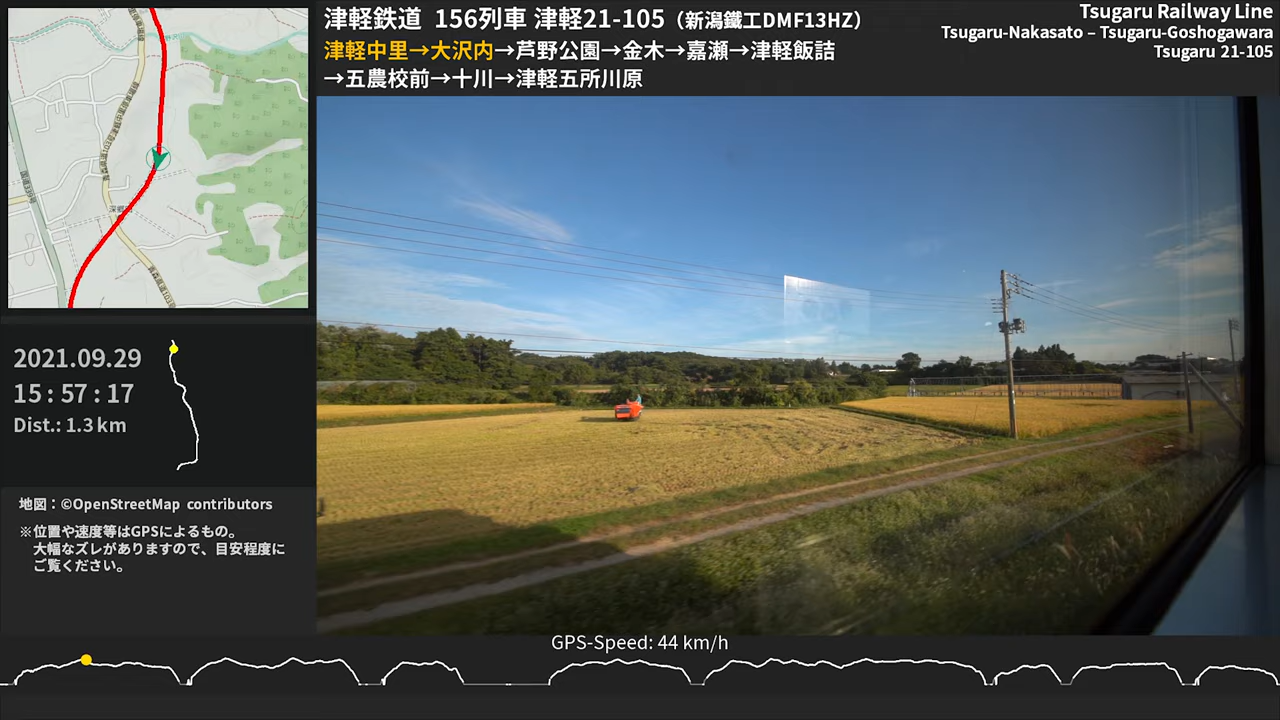 津軽鉄道 156列車 津軽21-105（新潟鐵工DMF13HZ）
津軽中里→大沢内→芦野公園→金木→嘉瀬→津軽飯詰
→五農校前→十川→津軽五所川原
Tsugaru Railway Line
Tsugaru-Nakasato – Tsugaru-Goshogawara
Tsugaru 21-105
2021.09.29
15:57:17
Dist.: 1.3 km
地図：©OpenStreetMap contributors
※位置や速度等はGPSによるもの。
大幅なズレがありますので、目安程度に
ご覧ください。
GPS-Speed: 44 km/h